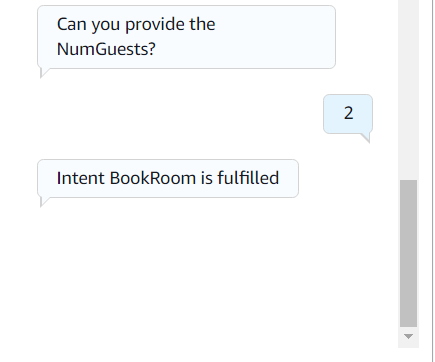 Can you provide the
NumGuests?
2
Intent BookRoom is fulfilled